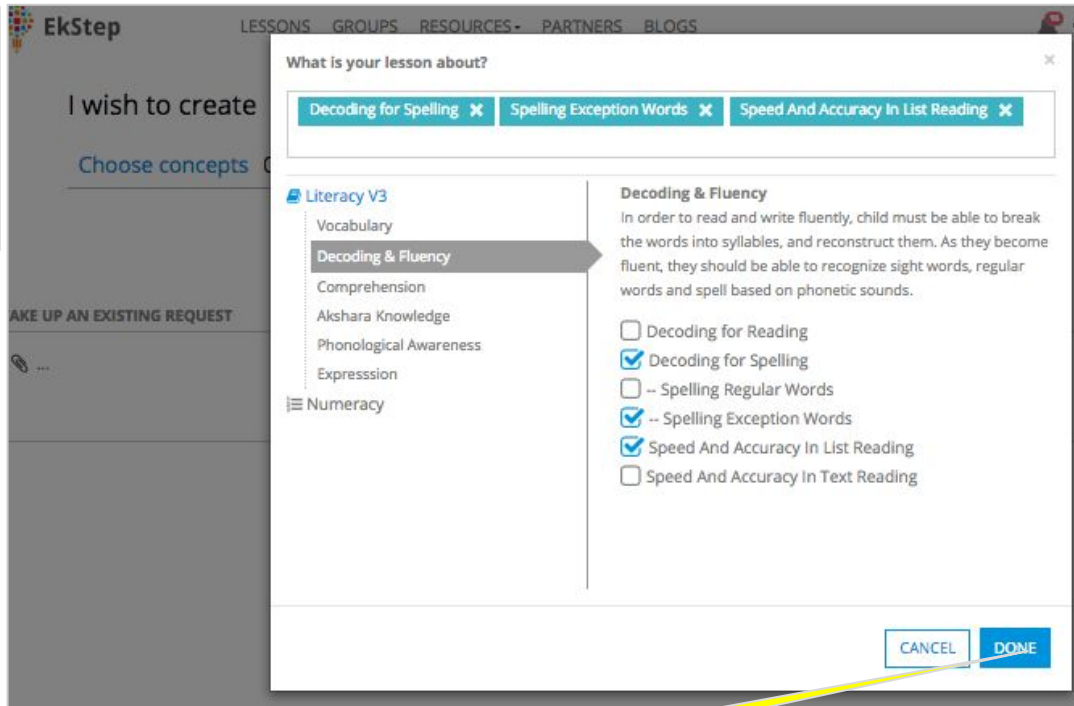 EkStep
LESSONS GROUPS RESOURCES PARTNERS BLOGS
I wish to create
Choose concepts
AKE UP AN EXISTING REQUEST
...
What is your lesson about?
×
Decoding for Spelling × Spelling Exception Words × Speed And Accuracy In List Reading ×
Literacy V3
Vocabulary
Decoding & Fluency
Comprehension
Akshara Knowledge
Phonological Awareness
Expresssion
Numeracy
Decoding & Fluency
In order to read and write fluently, child must be able to break
the words into syllables, and reconstruct them. As they become
fluent, they should be able to recognize sight words, regular
words and spell based on phonetic sounds.
Decoding for Reading
Decoding for Spelling
-- Spelling Regular Words
-- Spelling Exception Words
Speed And Accuracy In List Reading
Speed And Accuracy In Text Reading
CANCEL DONE